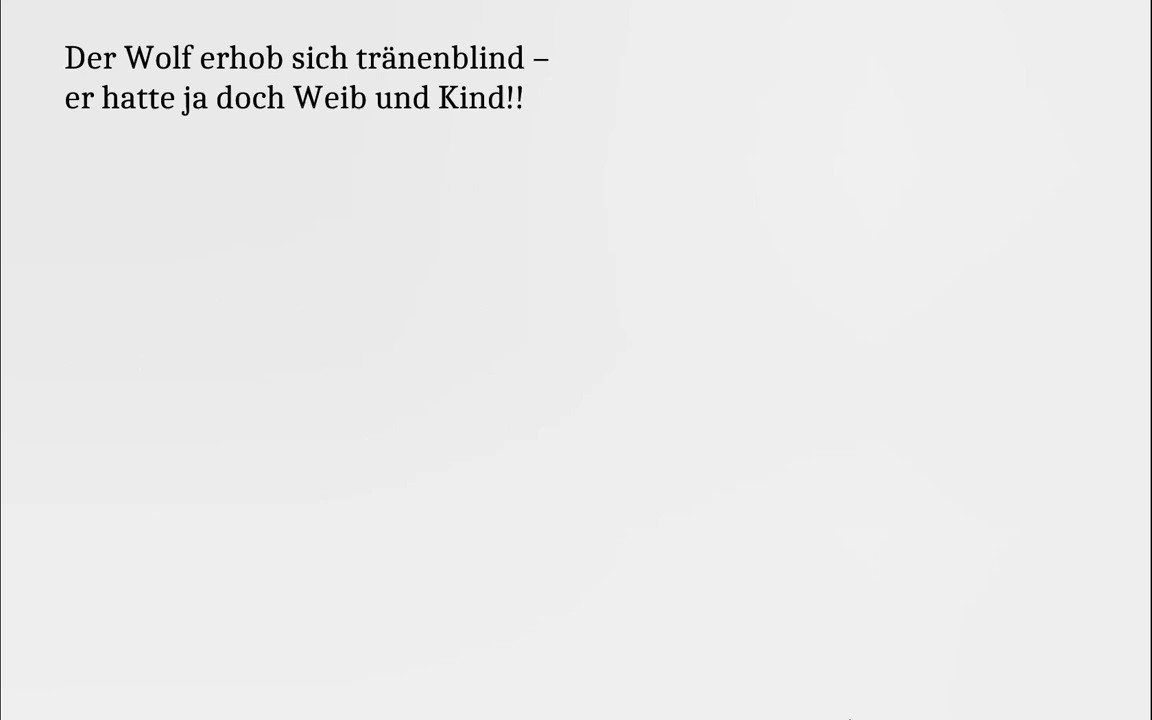 Der Wolf erhob sich tränenblind –
er hatte ja doch Weib und Kind!!